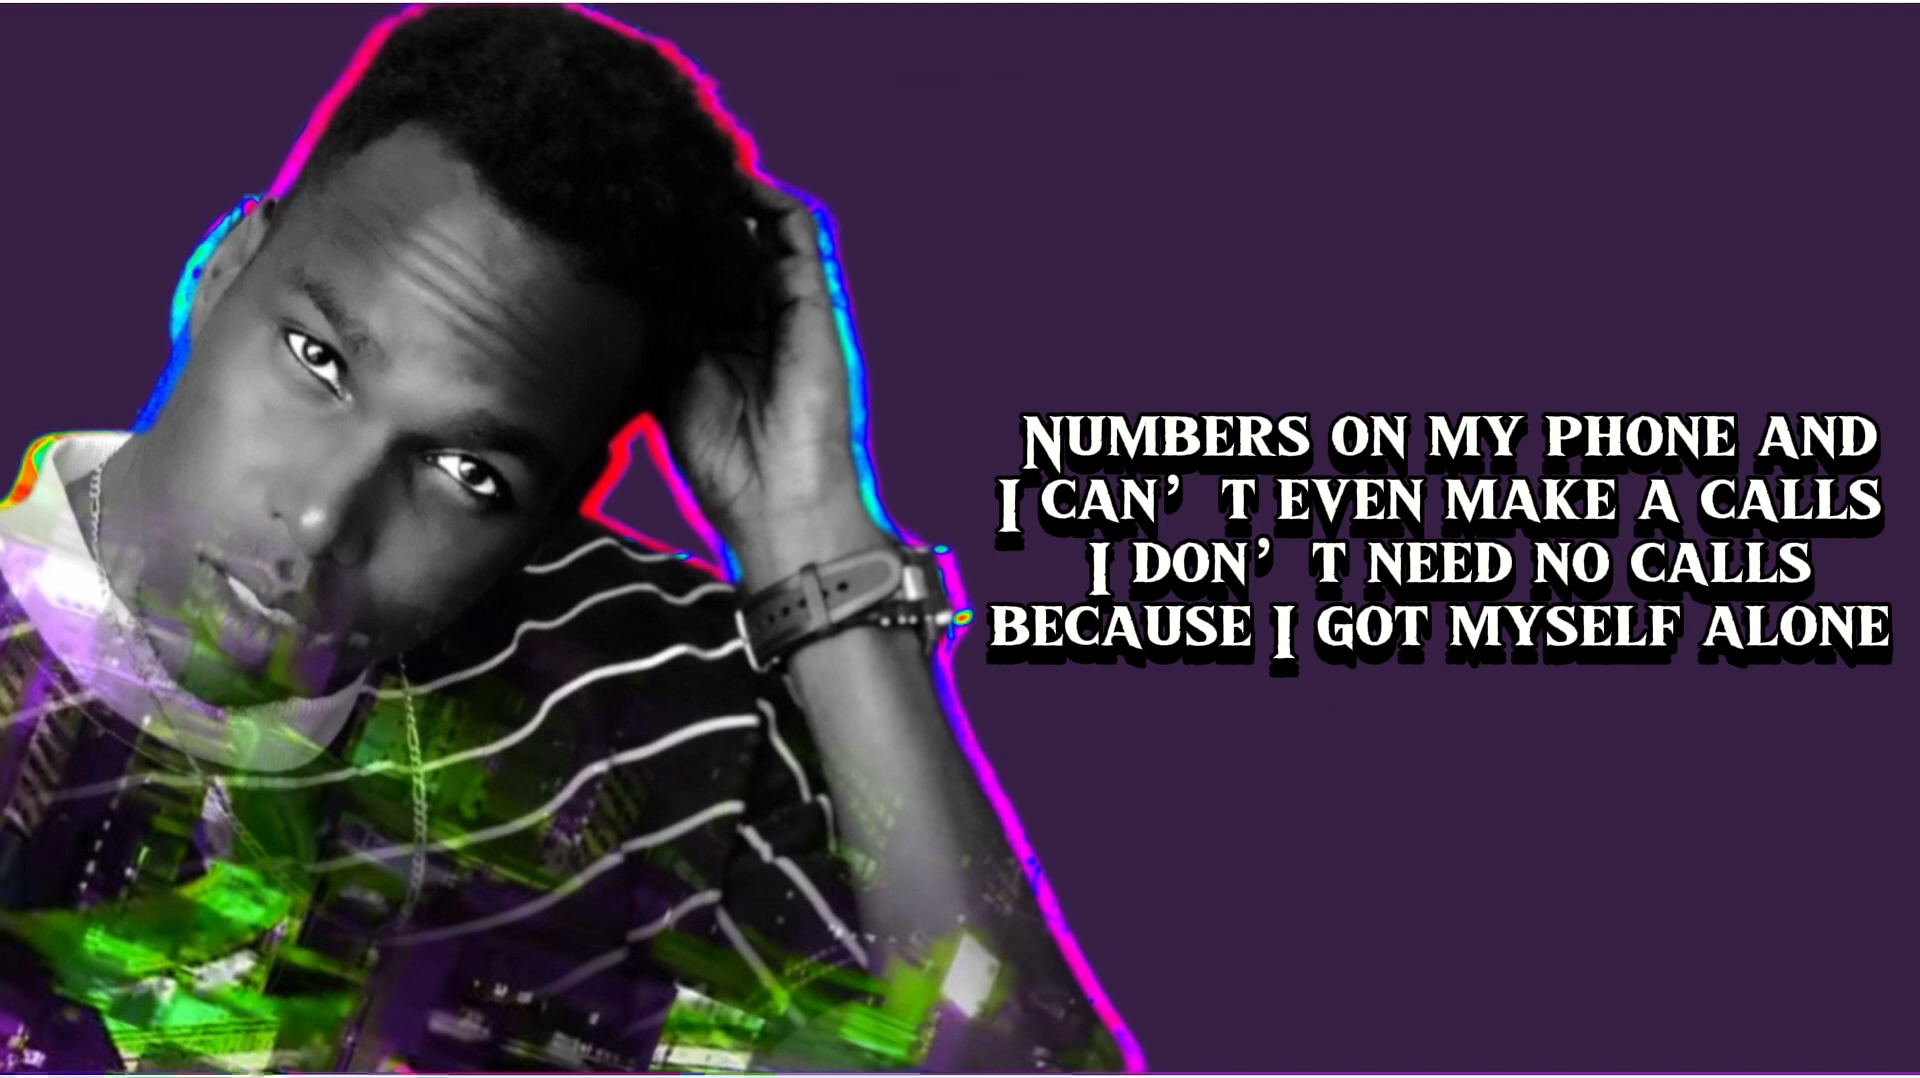 NUMBERS ON MY PHONE AND
I CAN’ T EVEN MAKE A CALLS
I DON’ T NEED NO CALLS
BECAUSE I GOT MYSELF ALONE